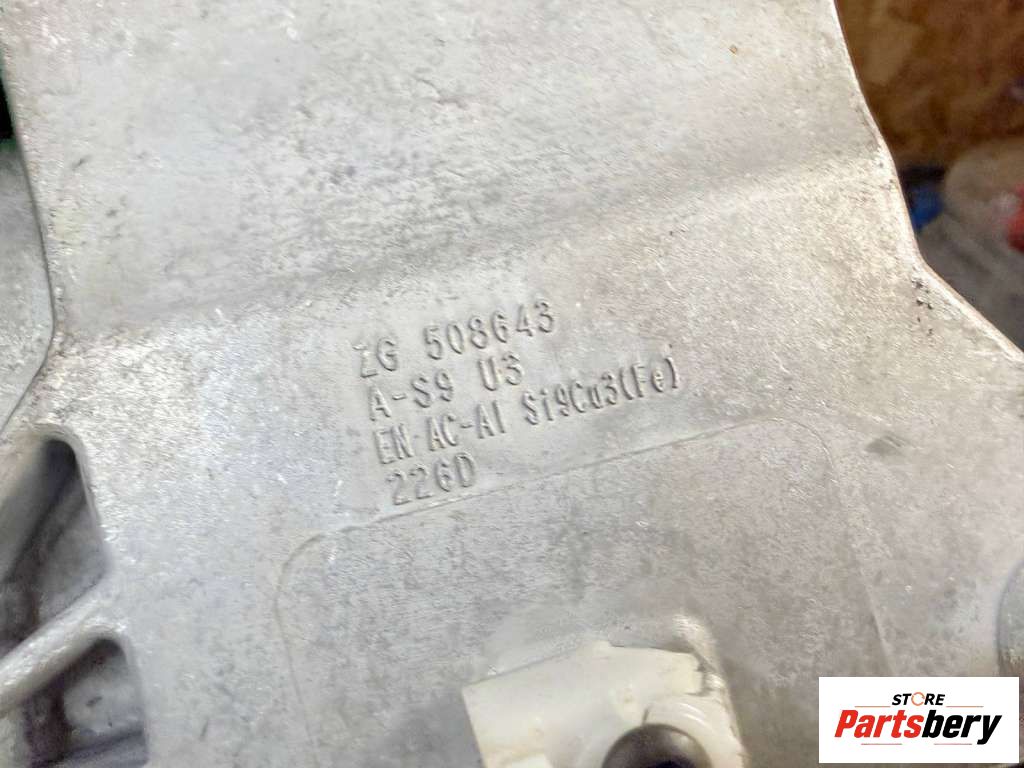 ZG 508643
A-S9 U3
EN AC-Al Si9Cu3(Fe)
226D
STORE
Partsbery